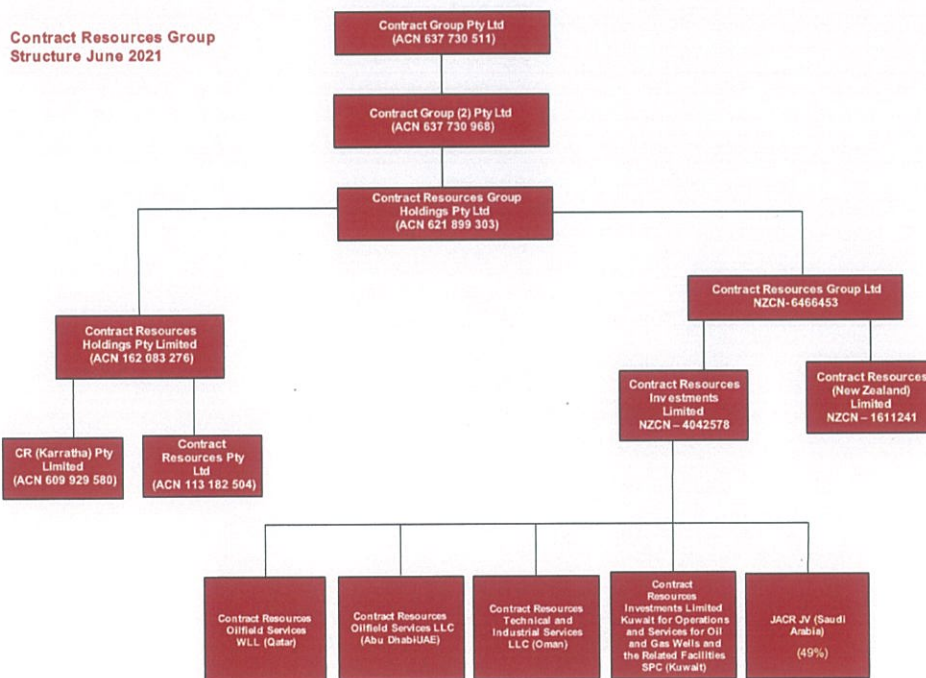 Contract Resources Group
Structure June 2021
Contract Group Pty Ltd
(ACN 637 730 511)
Contract Group (2) Pty Ltd
(ACN 637 730 968)
Contract Resources Group
Holdings Pty Ltd
(ACN 621 899 303)
Contract Resources Group Ltd
NZCN-6466453
Contract Resources
Holdings Pty Limited
(ACN 162 083 276)
Contract Resources
Investments
Limited
NZCN – 4042578
Contract Resources
(New Zealand)
Limited
NZCN – 1611241
CR (Karratha) Pty
Limited
(ACN 609 929 580)
Contract
Resources Pty
Ltd
(ACN 113 182 504)
Contract Resources
Oilfield Services
WLL (Qatar)
Contract Resources
Oilfield Services LLC
(Abu DhabiUAE)
Contract Resources
Technical and
Industrial Services
LLC (Oman)
Contract
Resources
Investments Limited
Kuwait for Operations
and Services for Oil
and Gas Wells and
the Related Facilities
SPC (Kuwait)
JACR JV (Saudi
Arabia)
(49%)